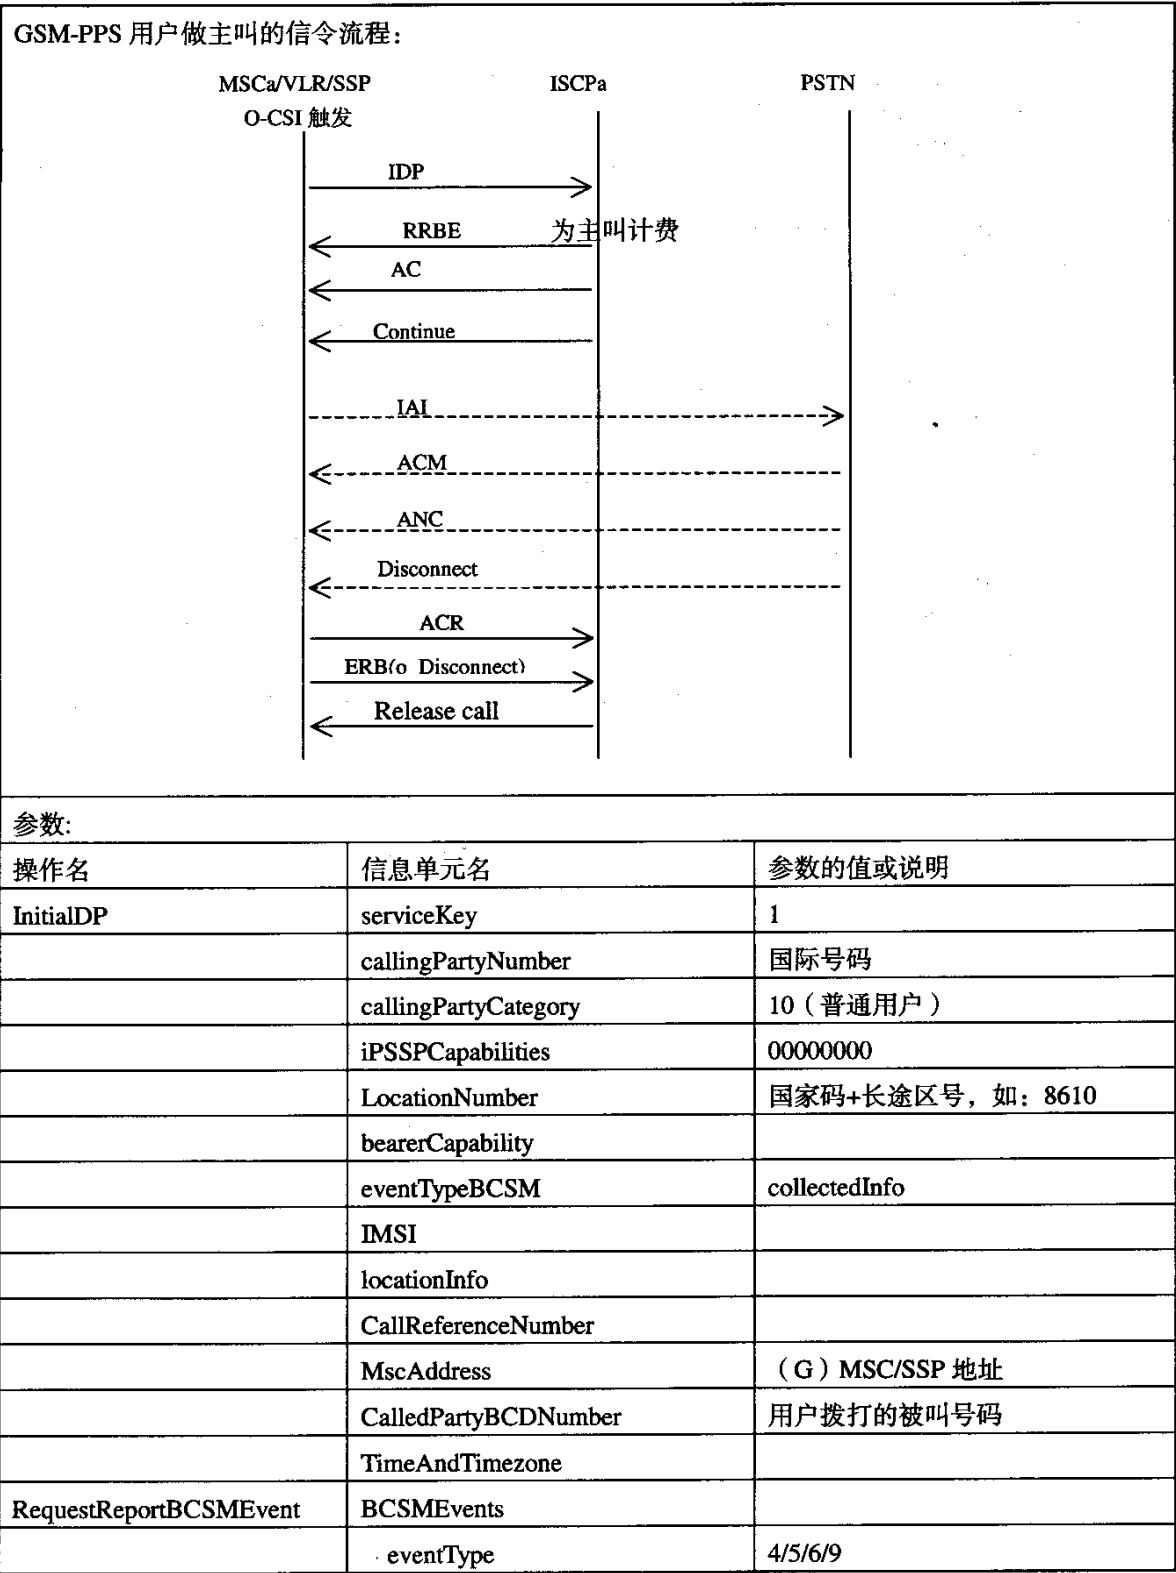 GSM-PPS 用户做主叫的信令流程：
MSCa/VLR/SSP ISCPa PSTN
O-CSI 触发
IDP
RRBE 为主叫计费
AC
Continue
IAI
ACM
ANC
Disconnect
ACR
ERB(o_Disconnect)
Release call
参数:
操作名 信息单元名 参数的值或说明
InitialDP serviceKey 1
callingPartyNumber 国际号码
callingPartyCategory 10（普通用户）
iPSSPCapabilities 00000000
LocationNumber 国家码+长途区号，如：8610
bearerCapability
eventTypeBCSM collectedInfo
IMSI
locationInfo
CallReferenceNumber
MscAddress （G）MSC/SSP 地址
CalledPartyBCDNumber 用户拨打的被叫号码
TimeAndTimezone
RequestReportBCSMEvent BCSMEvents
eventType 4/5/6/9